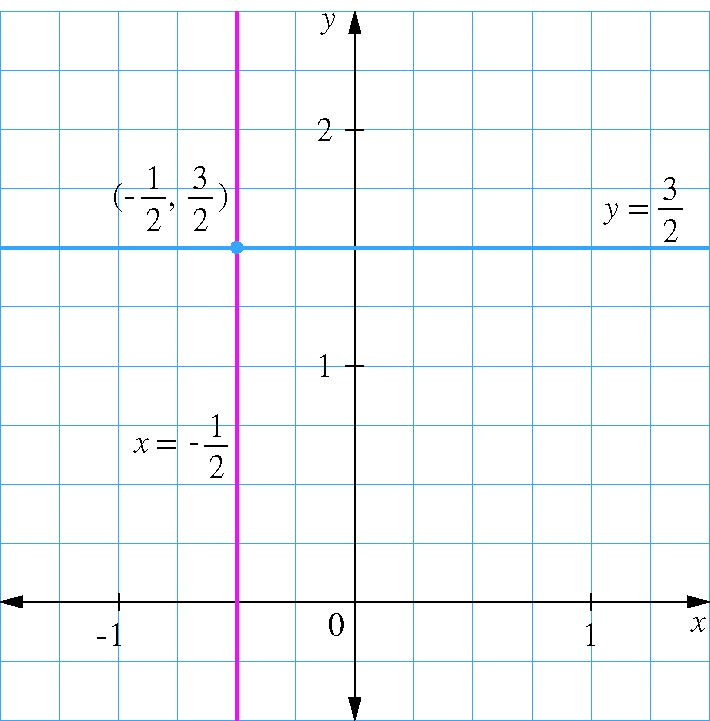 y
2
(-1/2, 3/2)
y = 3/2
1
x = -1/2
-1
0
1
x